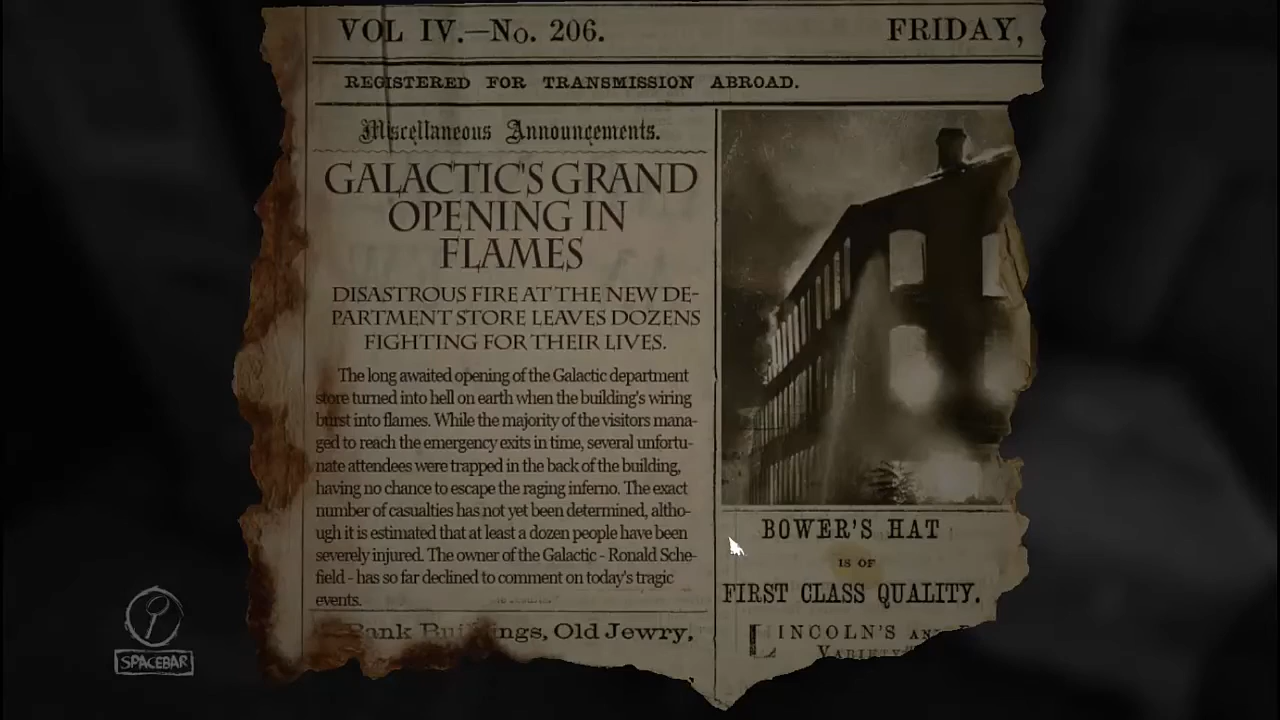 VOL IV.—No. 206.
FRIDAY,
REGISTERED FOR TRANSMISSION ABROAD.
Miscellaneous Announcements.
GALACTIC'S GRAND
OPENING IN
FLAMES
DISASTROUS FIRE AT THE NEW DE-
PARTMENT STORE LEAVES DOZENS
FIGHTING FOR THEIR LIVES.
The long awaited opening of the Galactic department
store turned into hell on earth when the building's wiring
burst into flames. While the majority of the visitors mana-
ged to reach the emergency exits in time, several unfortu-
nate attendees were trapped in the back of the building,
having no chance to escape the raging inferno. The exact
number of casualties has not yet been determined, altho-
ugh it is estimated that at least a dozen people have been
severely injured. The owner of the Galactic - Ronald Sche-
field - has so far declined to comment on today's tragic
events.
Bank Buildings, Old Jewry,
BOWER'S HAT
IS OF
FIRST CLASS QUALITY.
LINCOLN'S
VARIETY
SPACEBAR